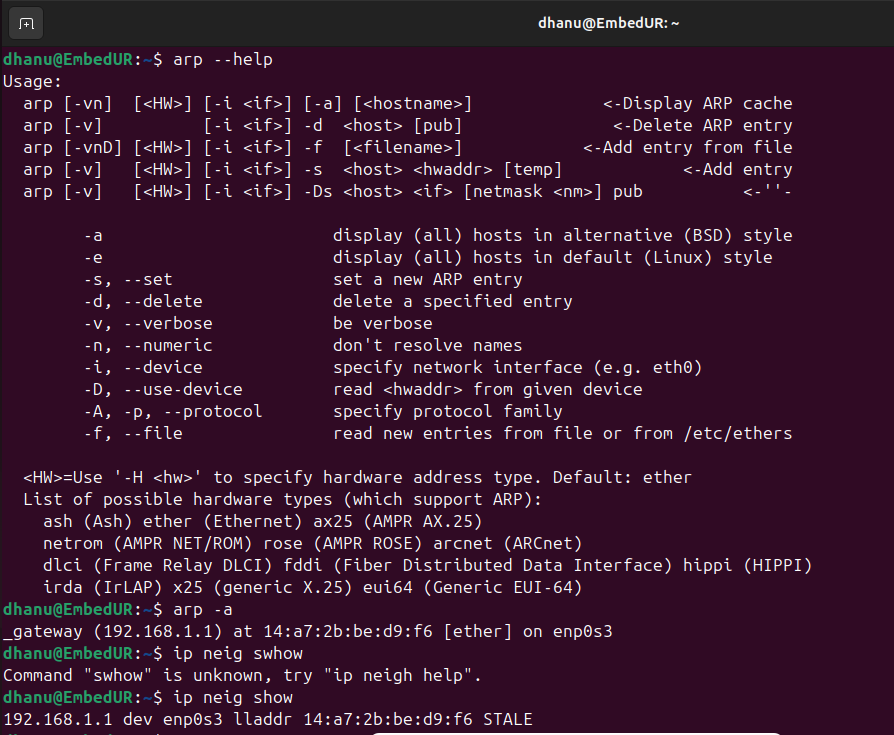 dhanu@EmbedUR: ~
dhanu@EmbedUR:~$ arp --help
Usage:
  arp [-vn]  [<HW>] [-i <if>] [-a] [<hostname>]             <-Display ARP cache
  arp [-v]          [-i <if>] -d  <host> [pub]               <-Delete ARP entry
  arp [-vnD] [<HW>] [-i <if>] -f  [<filename>]            <-Add entry from file
  arp [-v]   [<HW>] [-i <if>] -s  <host> <hwaddr> [temp]            <-Add entry
  arp [-v]   [<HW>] [-i <if>] -Ds <host> <if> [netmask <nm>] pub          <-''-
        -a                       display (all) hosts in alternative (BSD) style
        -e                       display (all) hosts in default (Linux) style
        -s, --set                set a new ARP entry
        -d, --delete             delete a specified entry
        -v, --verbose            be verbose
        -n, --numeric            don't resolve names
        -i, --device             specify network interface (e.g. eth0)
        -D, --use-device         read <hwaddr> from given device
        -A, -p, --protocol       specify protocol family
        -f, --file               read new entries from file or from /etc/ethers
  <HW>=Use '-H <hw>' to specify hardware address type. Default: ether
  List of possible hardware types (which support ARP):
    ash (Ash) ether (Ethernet) ax25 (AMPR AX.25)
    netrom (AMPR NET/ROM) rose (AMPR ROSE) arcnet (ARCnet)
    dlci (Frame Relay DLCI) fddi (Fiber Distributed Data Interface) hippi (HIPPI)
    irda (IrLAP) x25 (generic X.25) eui64 (Generic EUI-64)
dhanu@EmbedUR:~$ arp -a
_gateway (192.168.1.1) at 14:a7:2b:be:d9:f6 [ether] on enp0s3
dhanu@EmbedUR:~$ ip neig swhow
Command "swhow" is unknown, try "ip neigh help".
dhanu@EmbedUR:~$ ip neig show
192.168.1.1 dev enp0s3 lladdr 14:a7:2b:be:d9:f6 STALE